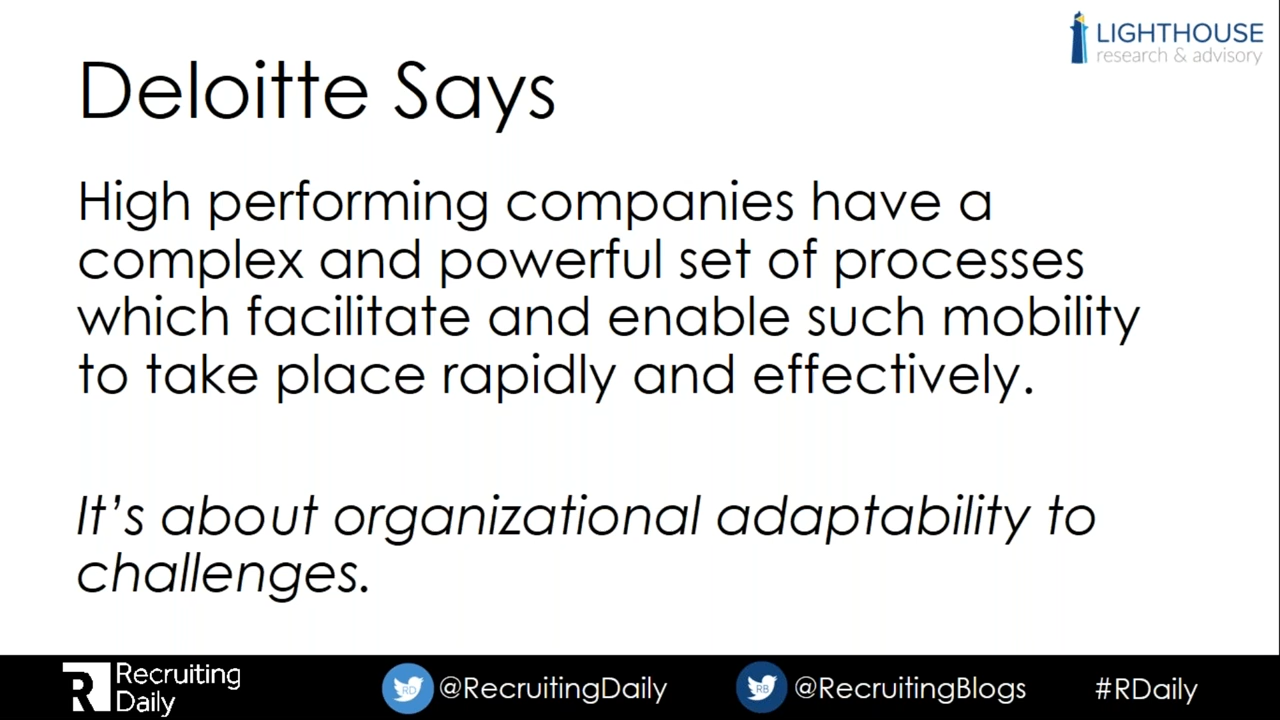 LIGHTHOUSE
research & advisory
Deloitte Says
High performing companies have a
complex and powerful set of processes
which facilitate and enable such mobility
to take place rapidly and effectively.
It's about organizational adaptability to
challenges.
R Recruiting
Daily
RD @RecruitingDaily
RB @RecruitingBlogs
#RDaily